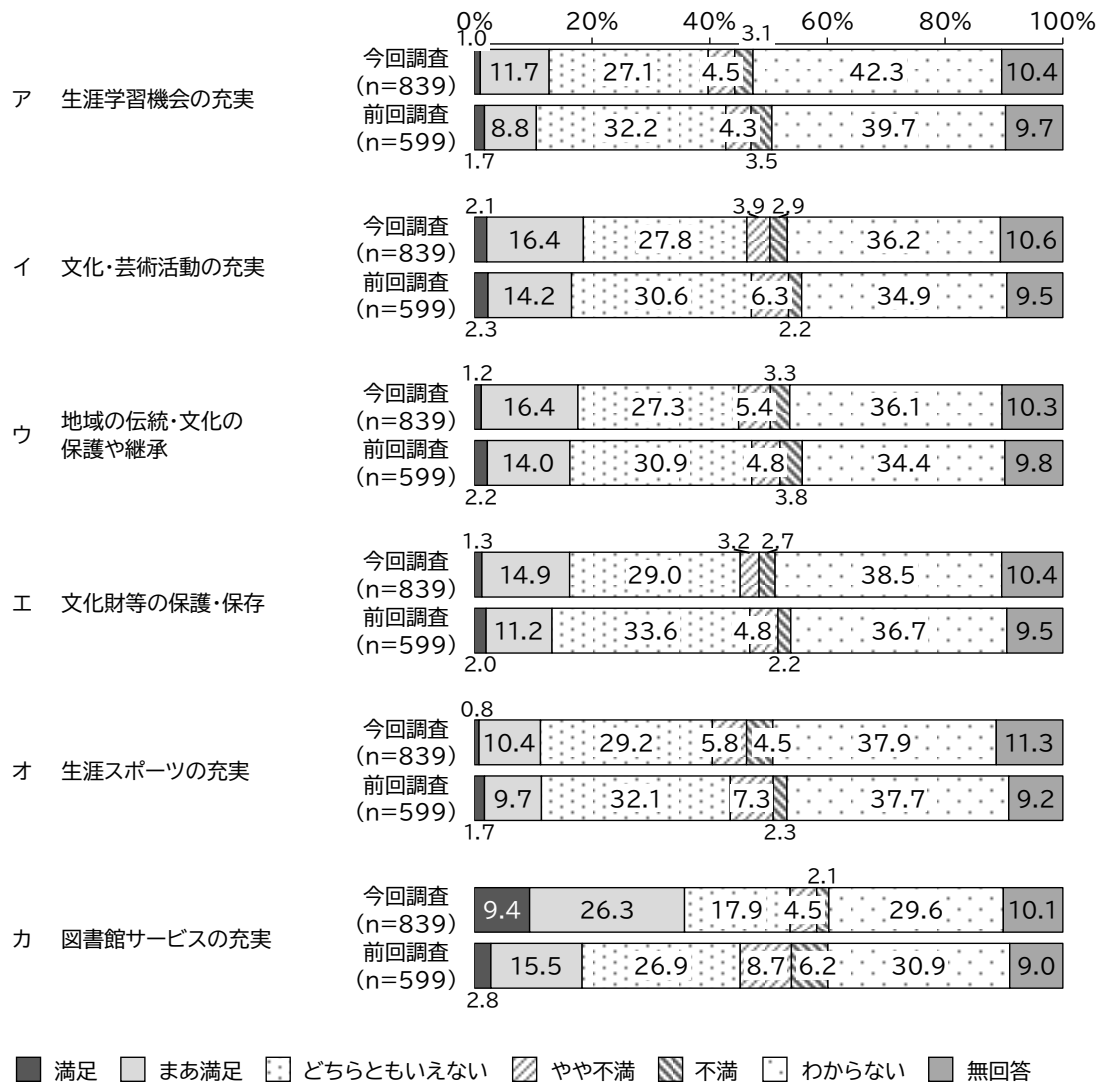 0% 20% 40% 60% 80% 100%
ア 生涯学習機会の充実
今回調査
(n=839)
1.0 11.7 27.1 4.5 3.1 42.3 10.4
前回調査
(n=599)
1.7 8.8 32.2 4.3 3.5 39.7 9.7
イ 文化・芸術活動の充実
今回調査
(n=839)
2.1 16.4 27.8 3.9 2.9 36.2 10.6
前回調査
(n=599)
2.3 14.2 30.6 6.3 2.2 34.9 9.5
ウ 地域の伝統・文化の
保護や継承
今回調査
(n=839)
1.2 16.4 27.3 5.4 3.3 36.1 10.3
前回調査
(n=599)
2.2 14.0 30.9 4.8 3.8 34.4 9.8
エ 文化財等の保護・保存
今回調査
(n=839)
1.3 14.9 29.0 3.2 2.7 38.5 10.4
前回調査
(n=599)
2.0 11.2 33.6 4.8 2.2 36.7 9.5
オ 生涯スポーツの充実
今回調査
(n=839)
0.8 10.4 29.2 5.8 4.5 37.9 11.3
前回調査
(n=599)
1.7 9.7 32.1 7.3 2.3 37.7 9.2
カ 図書館サービスの充実
今回調査
(n=839)
9.4 26.3 17.9 4.5 2.1 29.6 10.1
前回調査
(n=599)
2.8 15.5 26.9 8.7 6.2 30.9 9.0
満足 まあ満足 どちらともいえない やや不満 不満 わからない 無回答